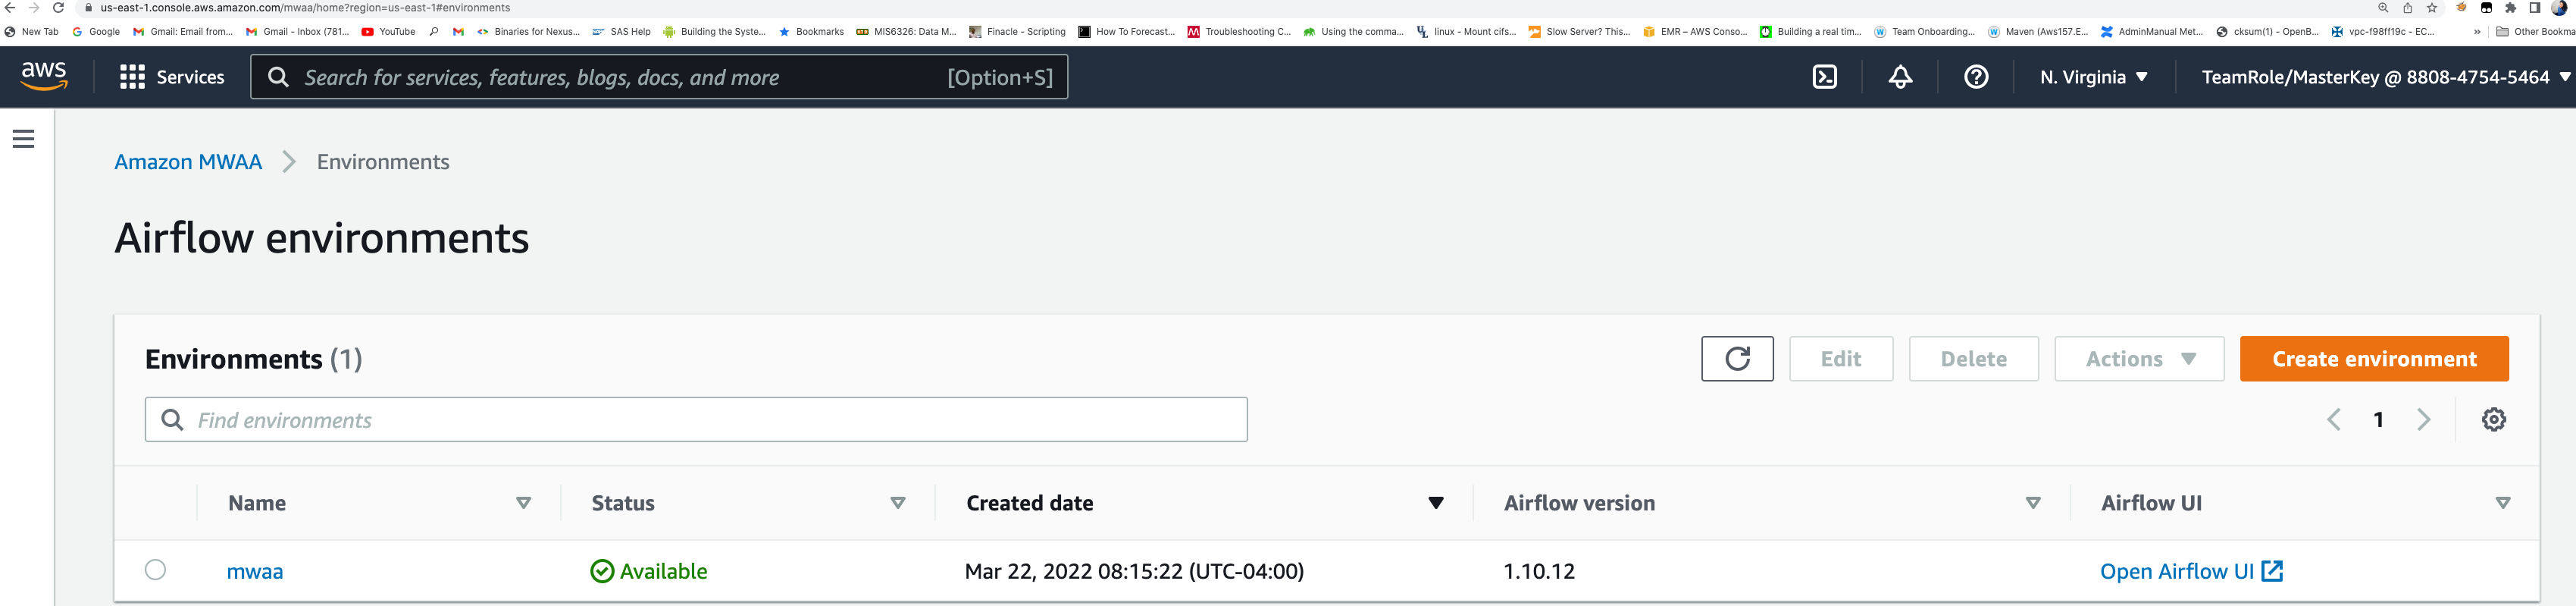 us-east-1.console.aws.amazon.com/mwaa/home?region=us-east-1#environments
New Tab Google Gmail: Email from... Gmail - Inbox (781... YouTube Binaries for Nexus... SAS Help Building the Syste... Bookmarks MIS6326: Data M... Finacle - Scripting How To Forecast... Troubleshooting C... Using the comma... linux - Mount cifs... Slow Server? This... EMR – AWS Conso... Building a real tim... Team Onboarding... Maven (Aws157.E... AdminManual Met... cksum(1) - OpenB... vpc-f98ff19c - EC... » Other Bookma
aws Services Search for services, features, blogs, docs, and more [Option+S] N. Virginia TeamRole/MasterKey @ 8808-4754-5464
Amazon MWAA Environments
Airflow environments
Environments (1) Edit Delete Actions Create environment
Find environments 1
Name Status Created date Airflow version Airflow UI
mwaa Available Mar 22, 2022 08:15:22 (UTC-04:00) 1.10.12 Open Airflow UI